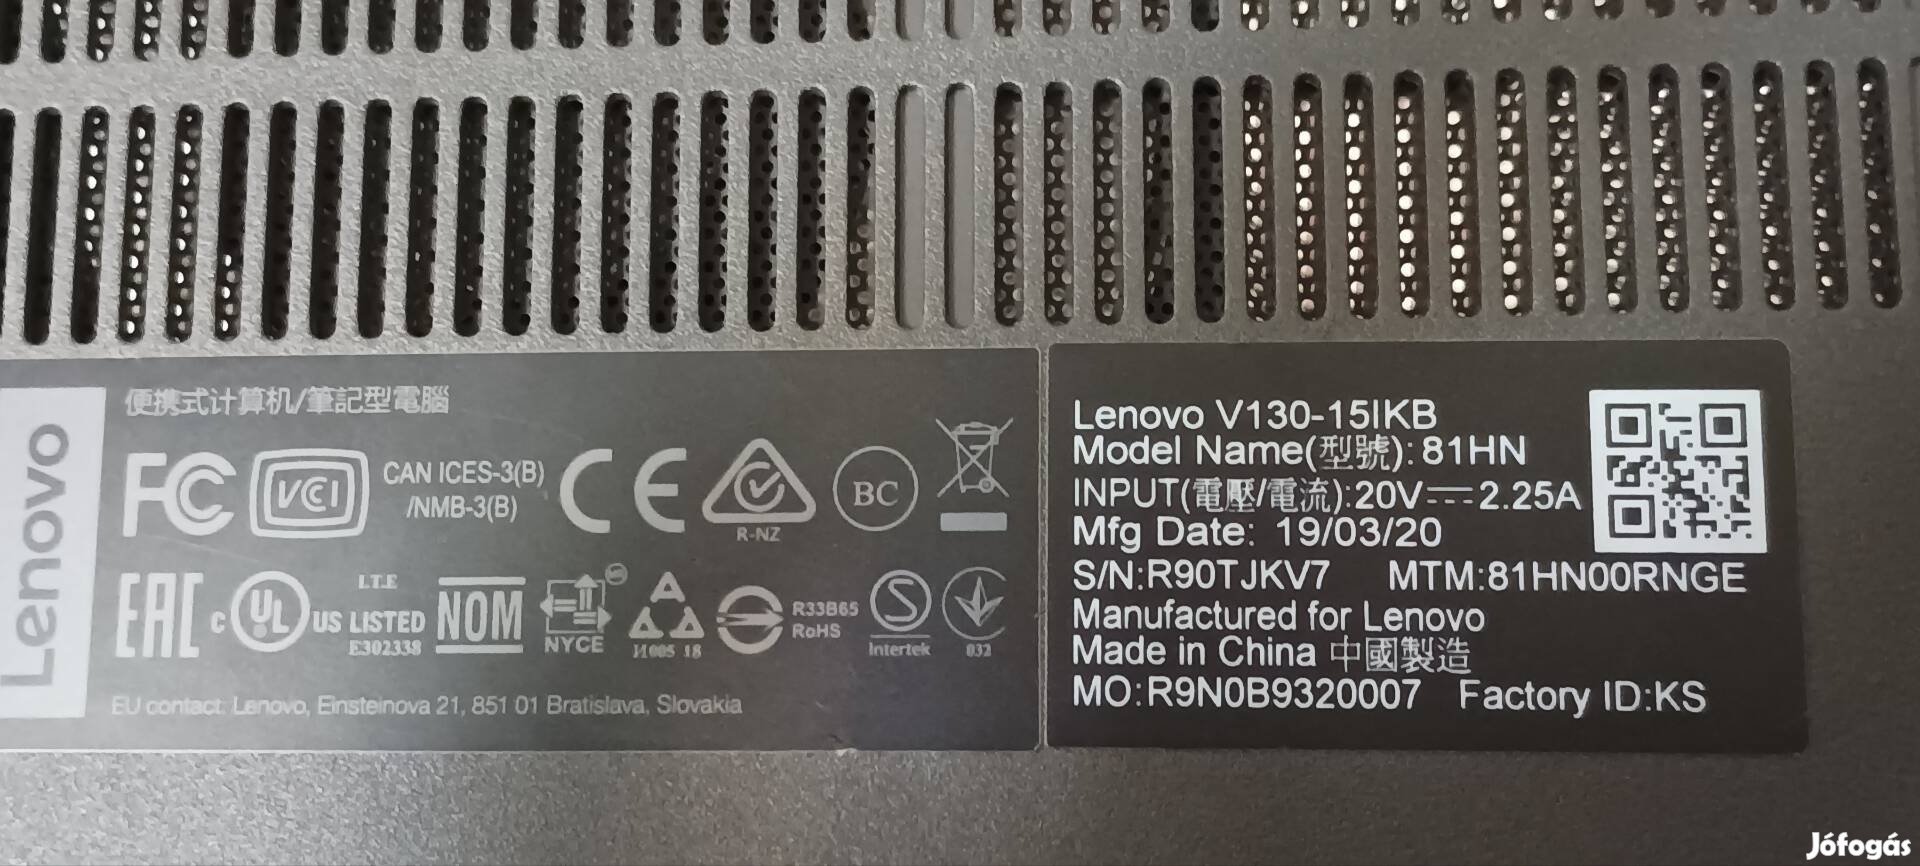 Lenovo
便携式计算机/筆記型電腦
FC
VCI
CAN ICES-3(B)
/NMB-3(B)
CE
R-NZ
BC
EAC
c UL US LISTED
I.T.E
E302338
NOM
NYCE
И005 18
R33B65
RoHS
S
Intertek
032
EU contact: Lenovo, Einsteinova 21, 851 01 Bratislava, Slovakia
Lenovo V130-15IKB
Model Name(型號): 81HN
INPUT(電壓/電流):20V⎓2.25A
Mfg Date: 19/03/20
S/N:R90TJKV7 MTM:81HN00RNGE
Manufactured for Lenovo
Made in China 中國製造
MO:R9N0B9320007 Factory ID:KS
Jófogás